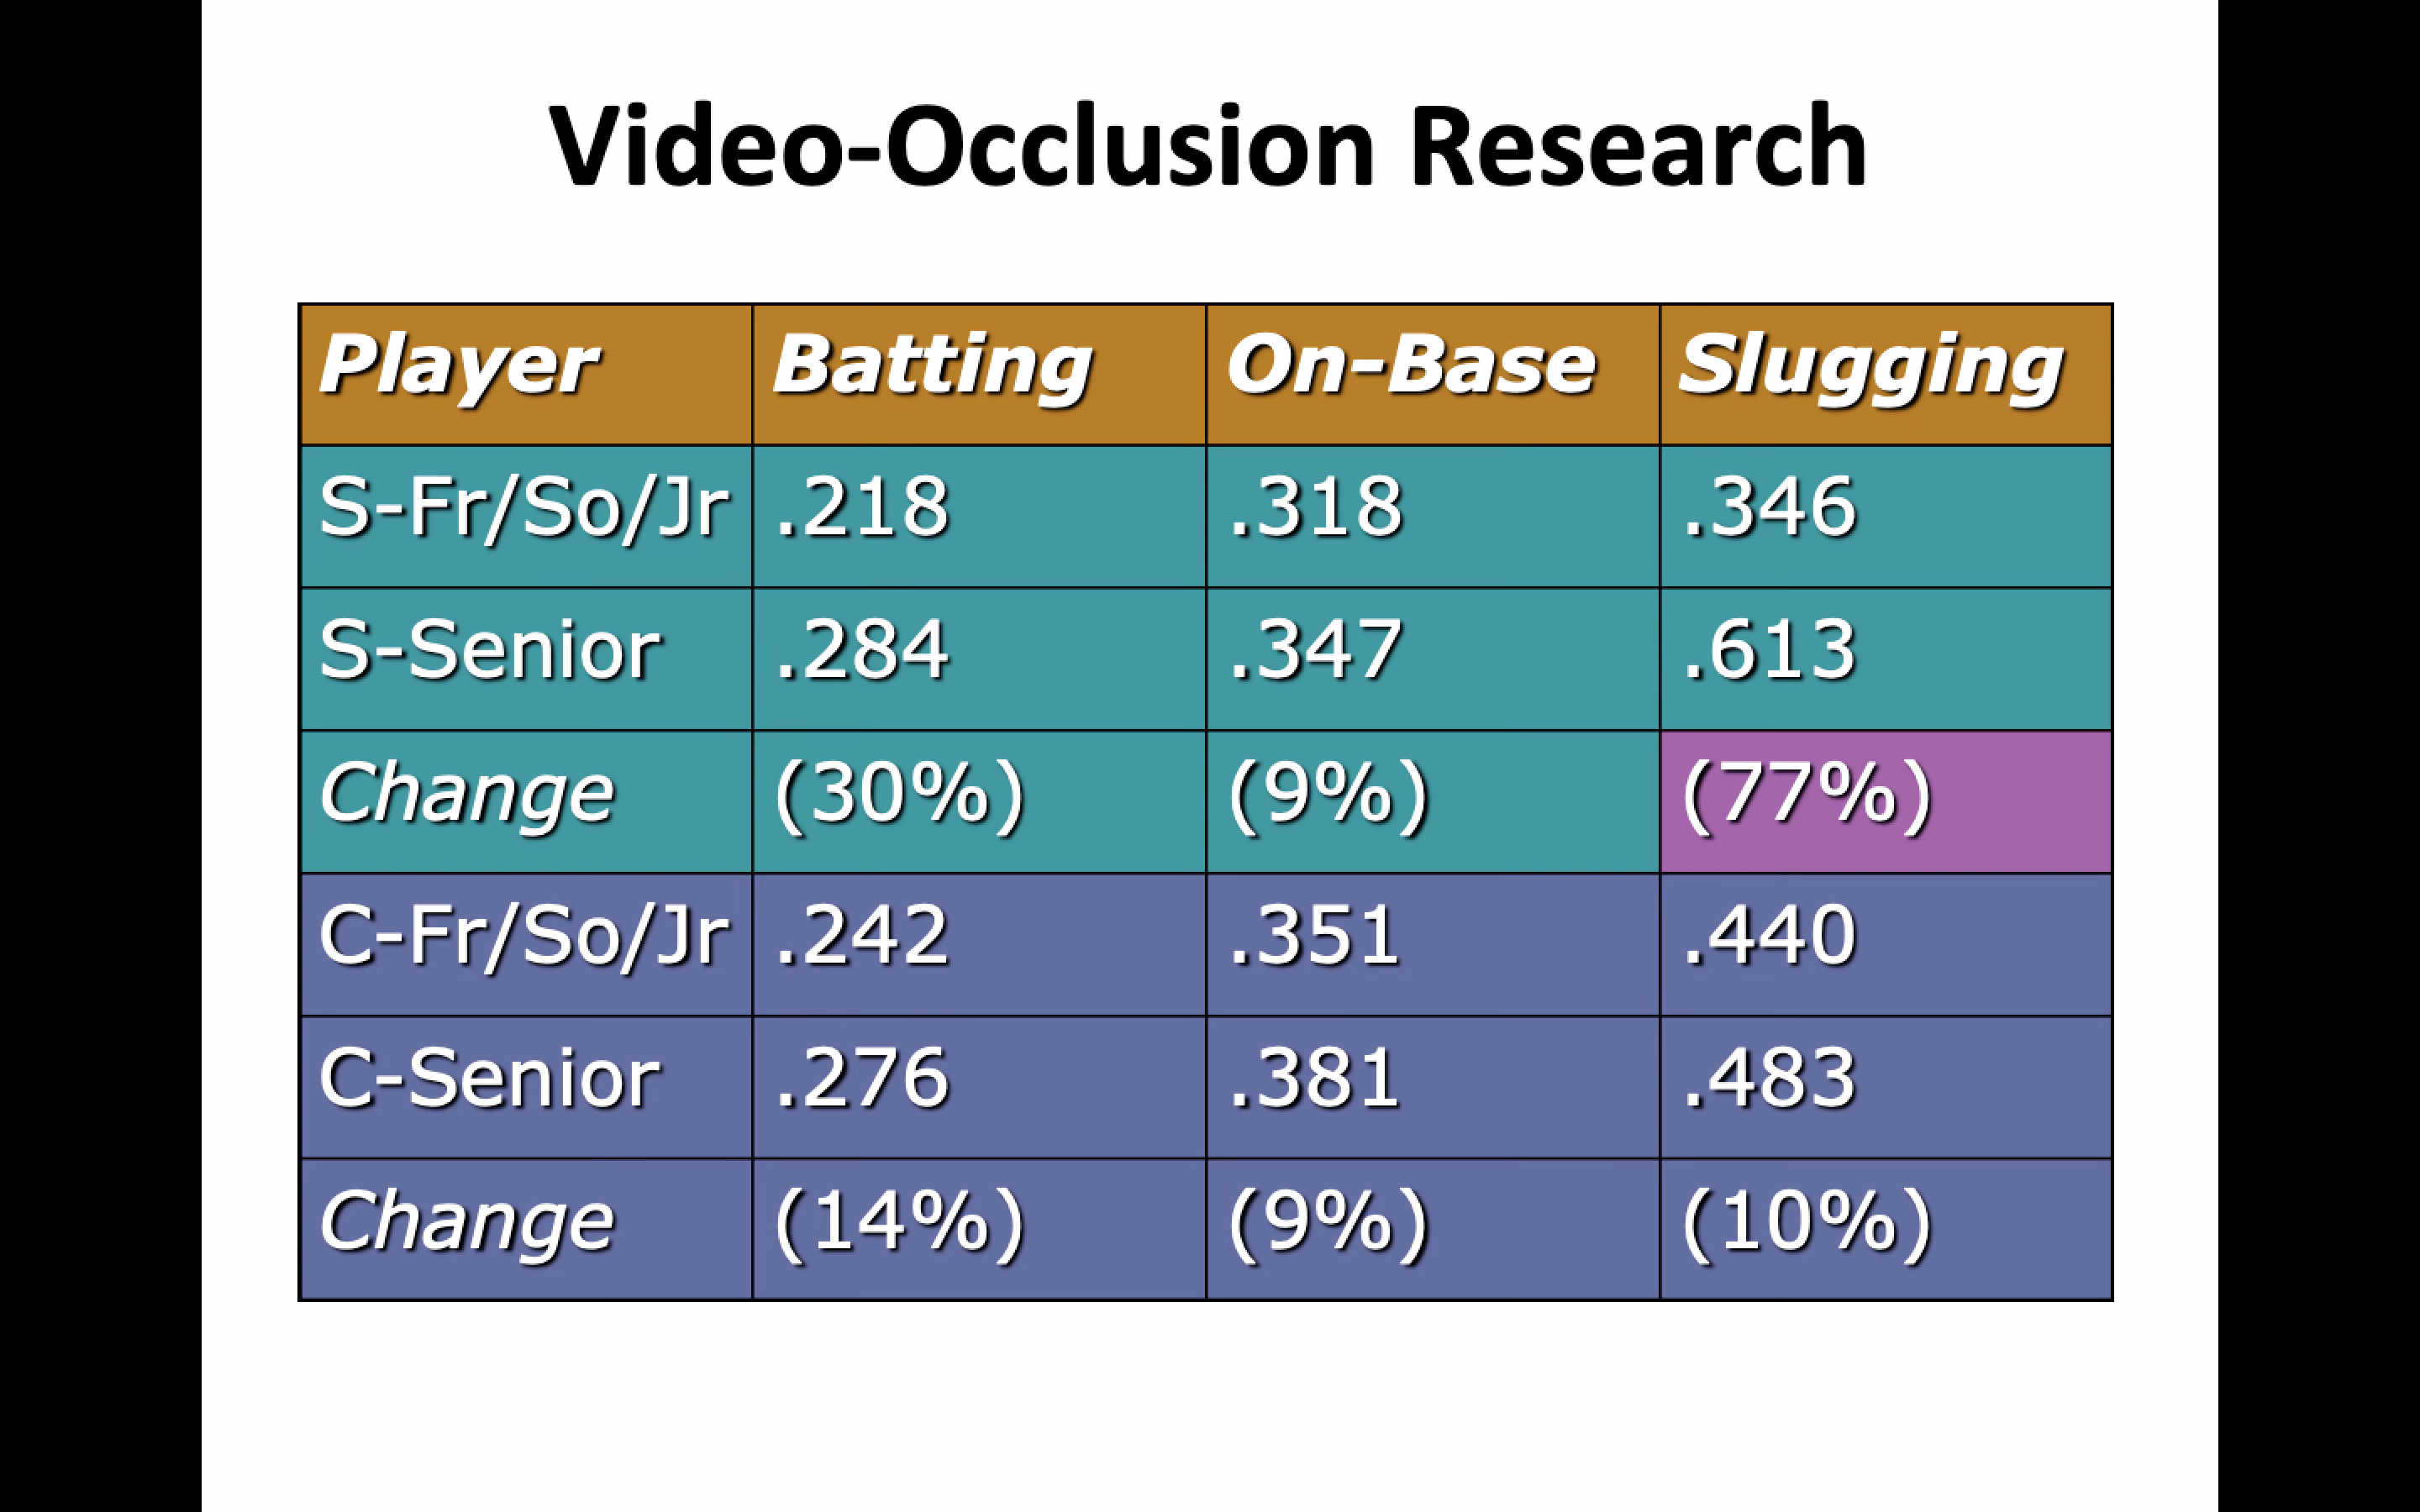 Video-Occlusion Research
Player Batting On-Base Slugging
S-Fr/So/Jr .218 .318 .346
S-Senior .284 .347 .613
Change (30%) (9%) (77%)
C-Fr/So/Jr .242 .351 .440
C-Senior .276 .381 .483
Change (14%) (9%) (10%)